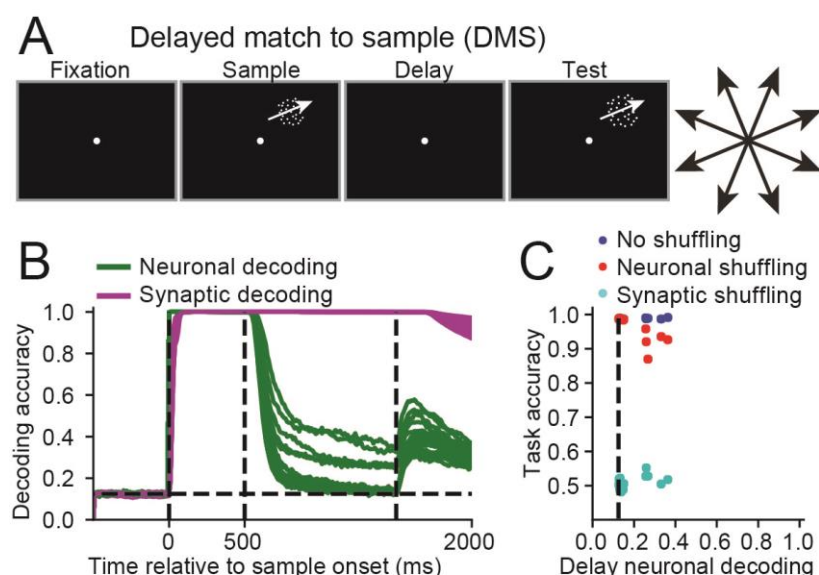 A
Delayed match to sample (DMS)
Fixation Sample Delay Test
B
Neuronal decoding
Synaptic decoding
Decoding accuracy
1.0
0.8
0.6
0.4
0.2
0.0
0 500 2000
Time relative to sample onset (ms)
C
No shuffling
Neuronal shuffling
Synaptic shuffling
Task accuracy
1.0
0.9
0.8
0.7
0.6
0.5
0.0 0.2 0.4 0.6 0.8 1.0
Delay neuronal decoding